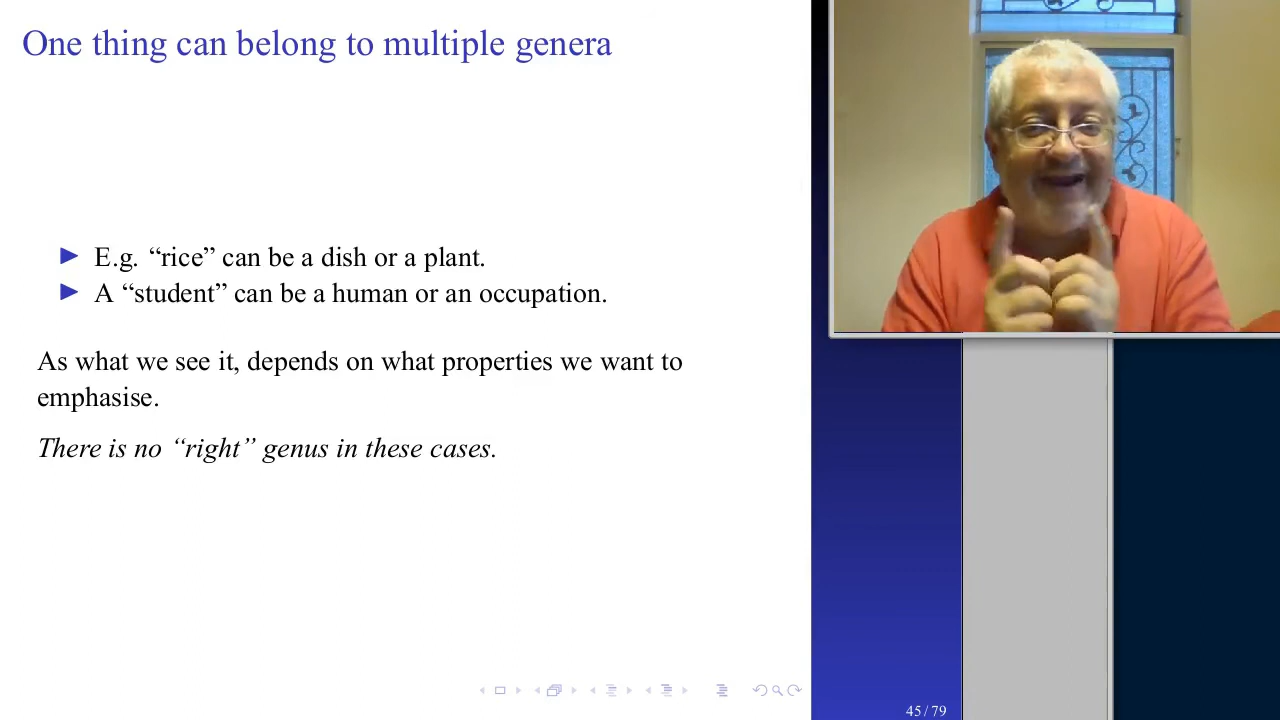 One thing can belong to multiple genera
E.g. “rice” can be a dish or a plant.
A “student” can be a human or an occupation.
As what we see it, depends on what properties we want to
emphasise.
There is no “right” genus in these cases.
45 / 79